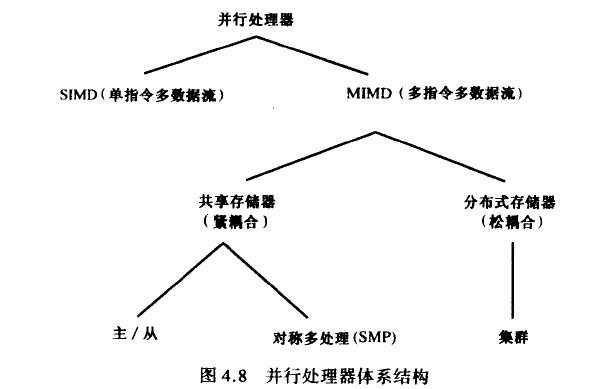 并行处理器
SIMD(单指令多数据流)
MIMD(多指令多数据流)
共享存储器
(紧耦合)
分布式存储器
(松耦合)
主/从
对称多处理(SMP)
集群
图4.8 并行处理器体系结构